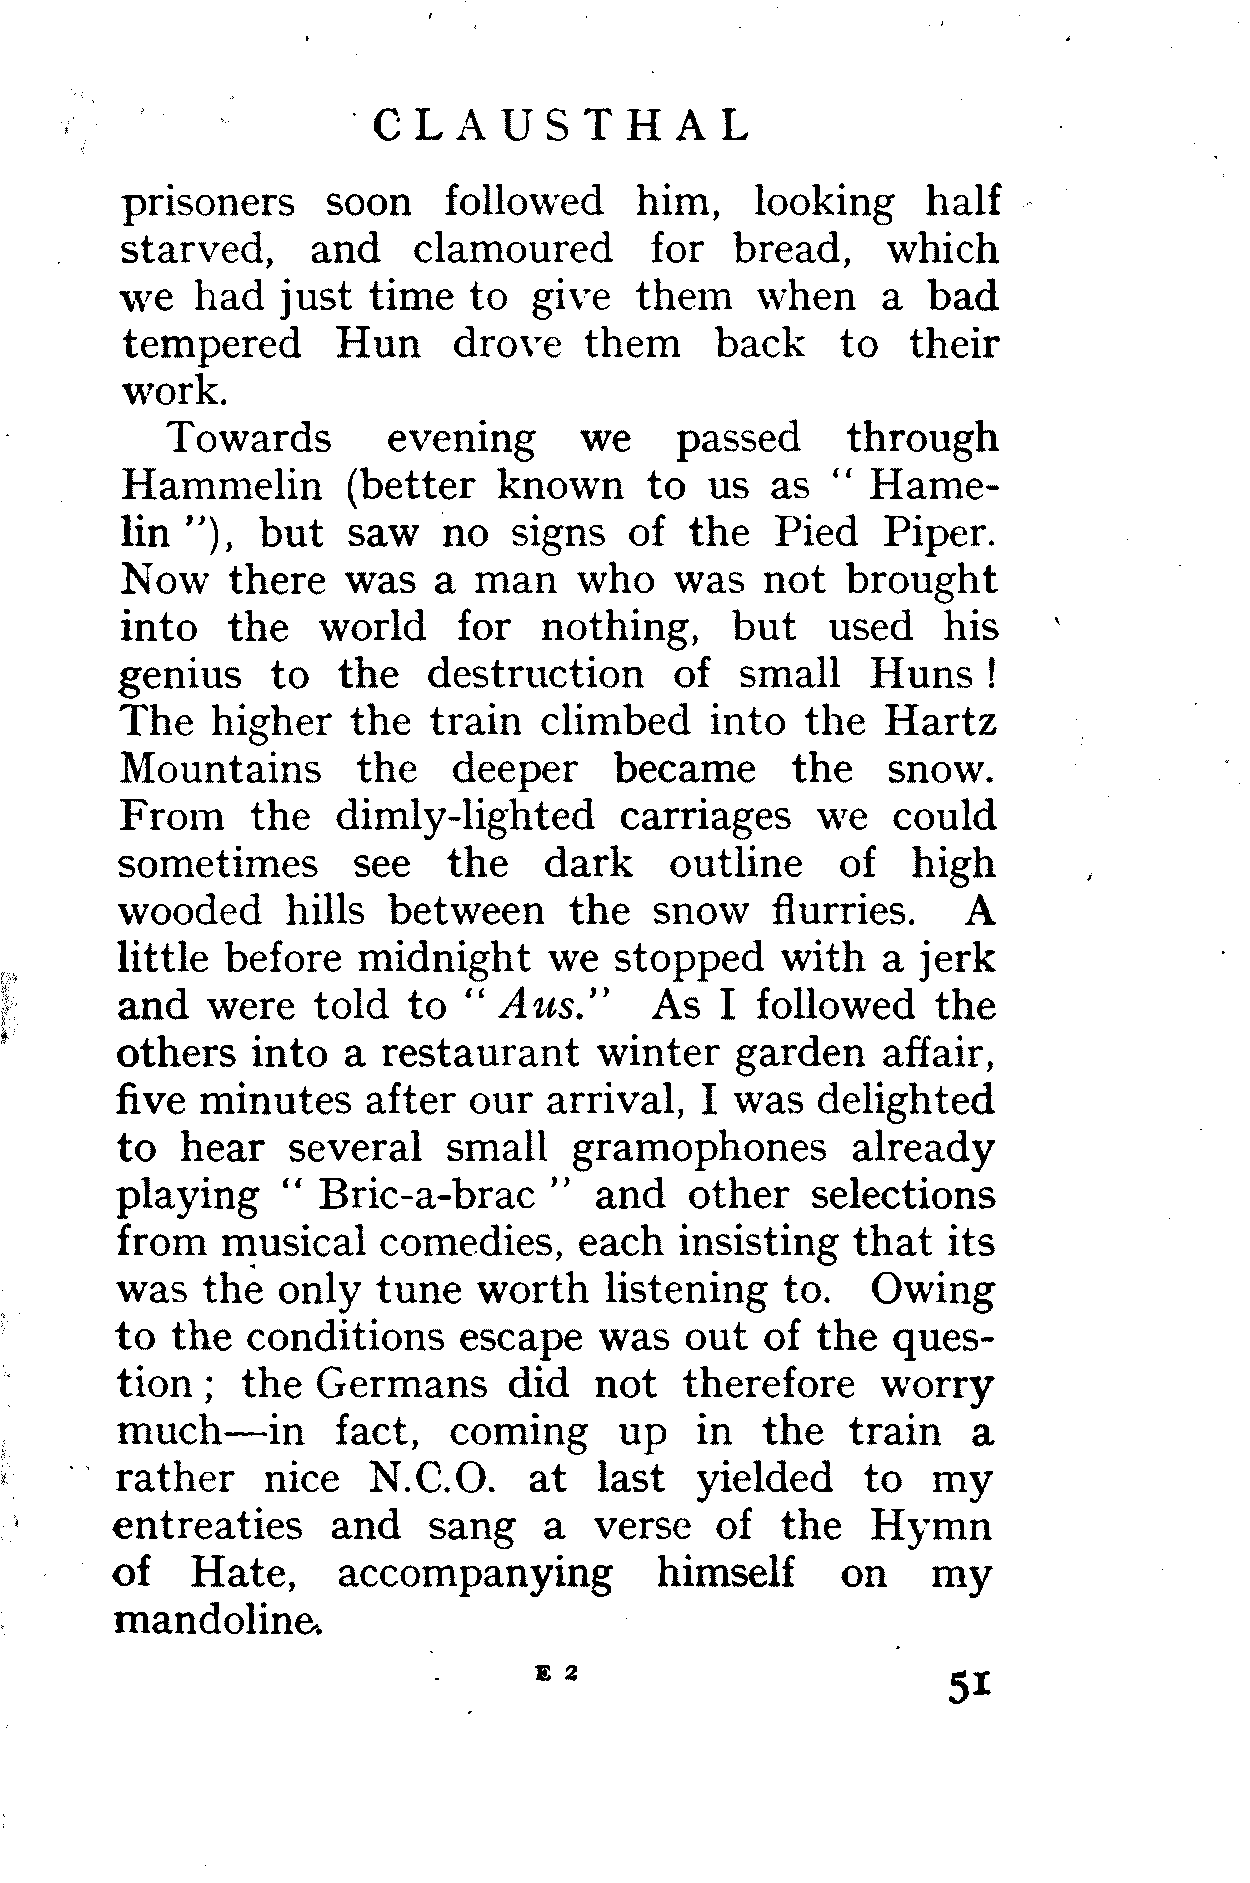 CLAUSTHAL
prisoners soon followed him, looking half
starved, and clamoured for bread, which
we had just time to give them when a bad
tempered Hun drove them back to their
work.
Towards evening we passed through
Hammelin (better known to us as " Hame-
lin "), but saw no signs of the Pied Piper.
Now there was a man who was not brought
into the world for nothing, but used his
genius to the destruction of small Huns !
The higher the train climbed into the Hartz
Mountains the deeper became the snow.
From the dimly-lighted carriages we could
sometimes see the dark outline of high
wooded hills between the snow flurries. A
little before midnight we stopped with a jerk
and were told to " Aus." As I followed the
others into a restaurant winter garden affair,
five minutes after our arrival, I was delighted
to hear several small gramophones already
playing " Bric-a-brac " and other selections
from musical comedies, each insisting that its
was the only tune worth listening to. Owing
to the conditions escape was out of the ques-
tion ; the Germans did not therefore worry
much—in fact, coming up in the train a
rather nice N.C.O. at last yielded to my
entreaties and sang a verse of the Hymn
of Hate, accompanying himself on my
mandoline.
E 2
51